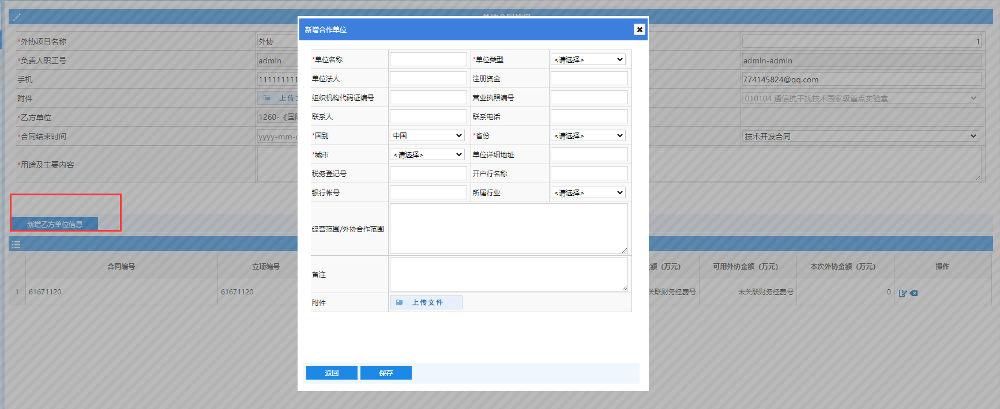 新增合作单位
*外协项目名称 外协 1
*负责人职工号 admin admin-admin
手机 111111111 774145824@qq.com
附件 010104 通信抗干扰技术国家级重点实验室
*乙方单位 1260-
*合同结束时间 yyyy-mm- 技术开发合同
*用途及主要内容
*单位名称 *单位类型 <请选择>
单位法人 注册资金
组织机构代码证编号 营业执照编号
联系人 联系电话
*国别 中国 *省份 <请选择>
*城市 <请选择> 单位详细地址
税务登记号 开户行名称
银行帐号 所属行业 <请选择>
经营范围/外协合作范围
备注
附件 上传文件
返回 保存
新增乙方单位信息
合同编号 立项编号 额（万元） 可用外协金额（万元） 本次外协金额（万元） 操作
1 61671120 61671120 关联财务经费号 未关联财务经费号 0